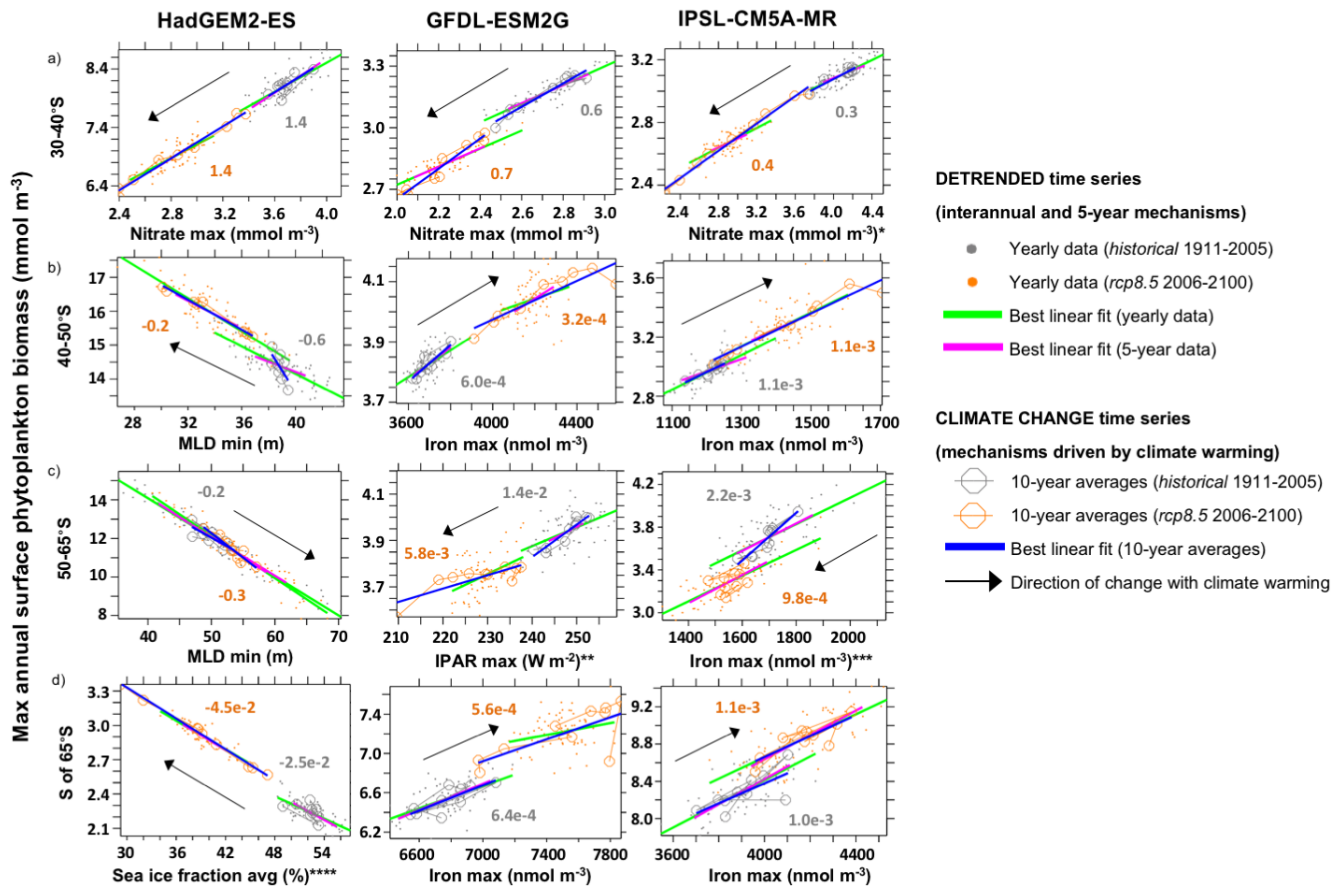 HadGEM2-ES
GFDL-ESM2G
IPSL-CM5A-MR
Max annual surface phytoplankton biomass (mmol m-3)
a)
30-40°S
8.4
7.4
6.4
1.4
1.4
2.4 2.8 3.2 3.6 4.0
Nitrate max (mmol m-3)
3.3
3.0
2.7
0.6
0.7
2.0 2.2 2.4 2.6 2.8 3.0
Nitrate max (mmol m-3)
3.2
2.8
2.4
0.3
0.4
2.4 2.8 3.2 3.6 4.0 4.4
Nitrate max (mmol m-3)*
b)
40-50°S
17
16
15
14
-0.2
-0.6
30 34 38 42
MLD min (m)
4.1
3.9
3.7
3.2e-4
6.0e-4
3600 4000 4400
Iron max (nmol m-3)
3.6
3.2
2.8
1.1e-3
1.1e-3
1100 1300 1500 1700
Iron max (nmol m-3)
c)
50-65°S
14
12
10
8
-0.2
-0.3
40 50 60 70
MLD min (m)
4.1
3.9
3.7
1.4e-2
5.8e-3
210 220 230 240 250
IPAR max (W m-2)**
4.2
3.8
3.4
3.0
2.2e-3
9.8e-4
1400 1600 1800 2000
Iron max (nmol m-3)***
d)
S of 65°S
3.3
3.0
2.7
2.4
2.1
-4.5e-2
-2.5e-2
30 36 42 48 54
Sea ice fraction avg (%)****
7.4
7.0
6.6
6.2
5.6e-4
6.4e-4
6600 7000 7400 7800
Iron max (nmol m-3)
9.2
8.8
8.4
8.0
1.1e-3
1.0e-3
3600 4000 4400
Iron max (nmol m-3)
DETRENDED time series
(interannual and 5-year mechanisms)
Yearly data (historical 1911-2005)
Yearly data (rcp8.5 2006-2100)
Best linear fit (yearly data)
Best linear fit (5-year data)
CLIMATE CHANGE time series
(mechanisms driven by climate warming)
10-year averages (historical 1911-2005)
10-year averages (rcp8.5 2006-2100)
Best linear fit (10-year averages)
Direction of change with climate warming